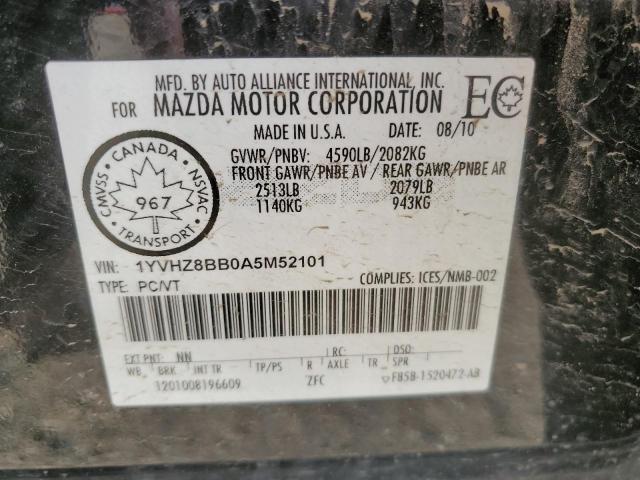 MFD. BY AUTO ALLIANCE INTERNATIONAL, INC.
FOR MAZDA MOTOR CORPORATION
EC
MADE IN U.S.A. DATE: 08/10
GVWR/PNBV: 4590LB/2082KG
FRONT GAWR/PNBE AV / REAR GAWR/PNBE AR
2513LB 2079LB
1140KG 943KG
CANADA
CMVSS NSVAC
967
TRANSPORT
VIN: 1YVHZ8BB0A5M52101
TYPE: PC/VT COMPLIES: ICES/NMB-002
EXT PNT: NN RC: DSO:
WB BRK INT TR TP/PS R AXLE TR SPR
1201008196609 ZFC F85B-1520472-AB